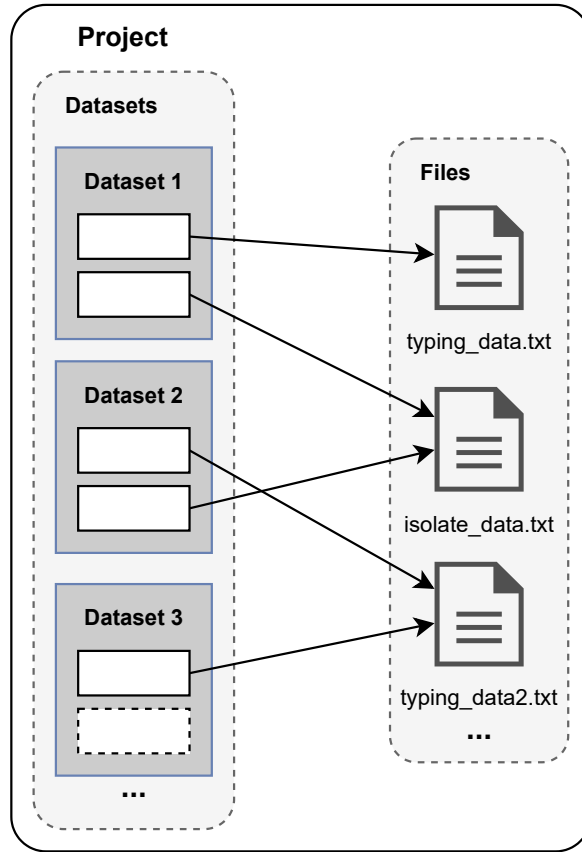 Project
Datasets
Dataset 1
Dataset 2
Dataset 3
...
Files
typing_data.txt
isolate_data.txt
typing_data2.txt
...